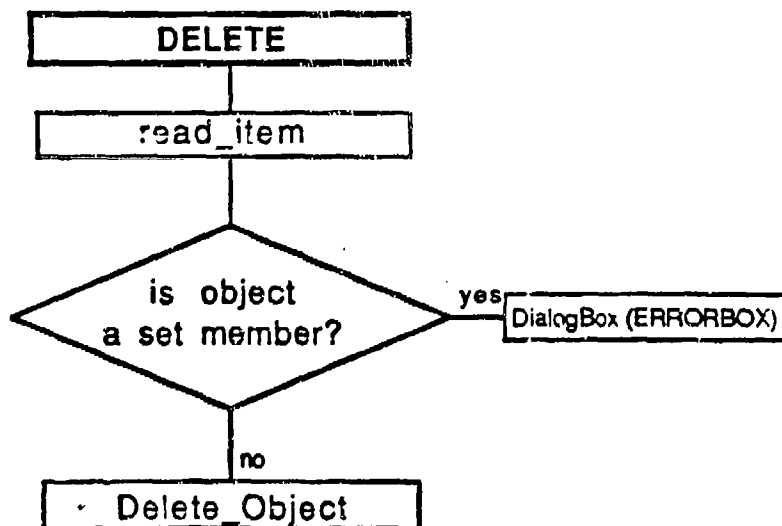 DELETE
read_item
is object
a set member?
yes
DialogBox (ERRORBOX)
no
Delete_Object